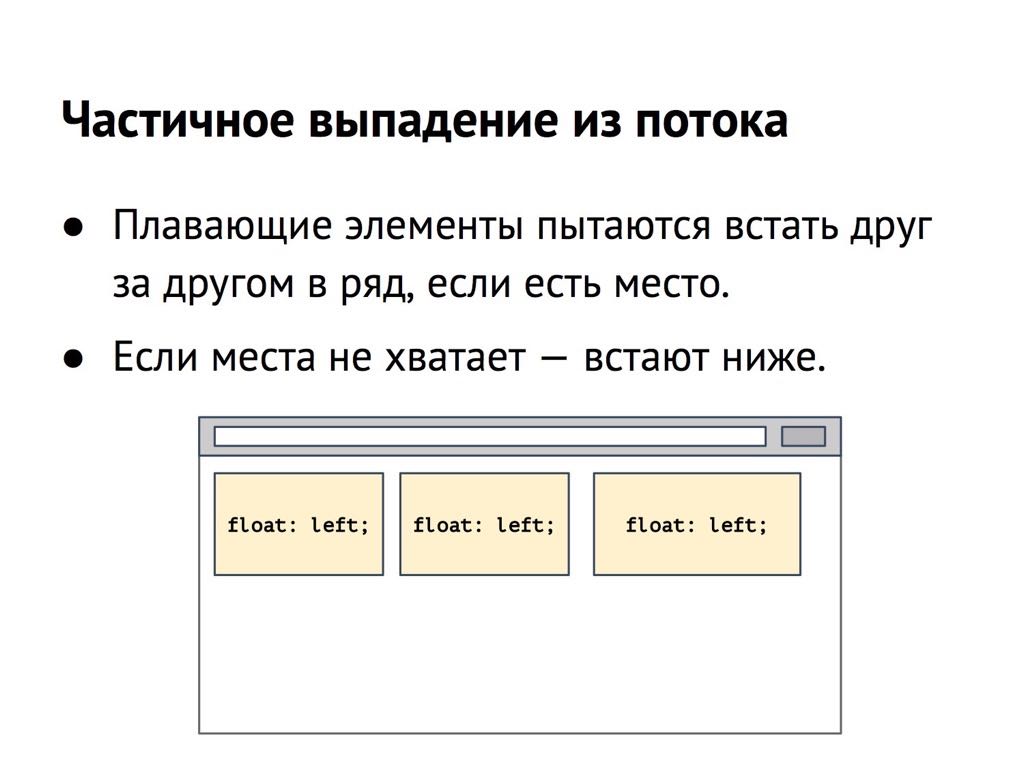 Частичное выпадение из потока
● Плавающие элементы пытаются встать друг
за другом в ряд, если есть место.
● Если места не хватает — встают ниже.
float: left; float: left; float: left;